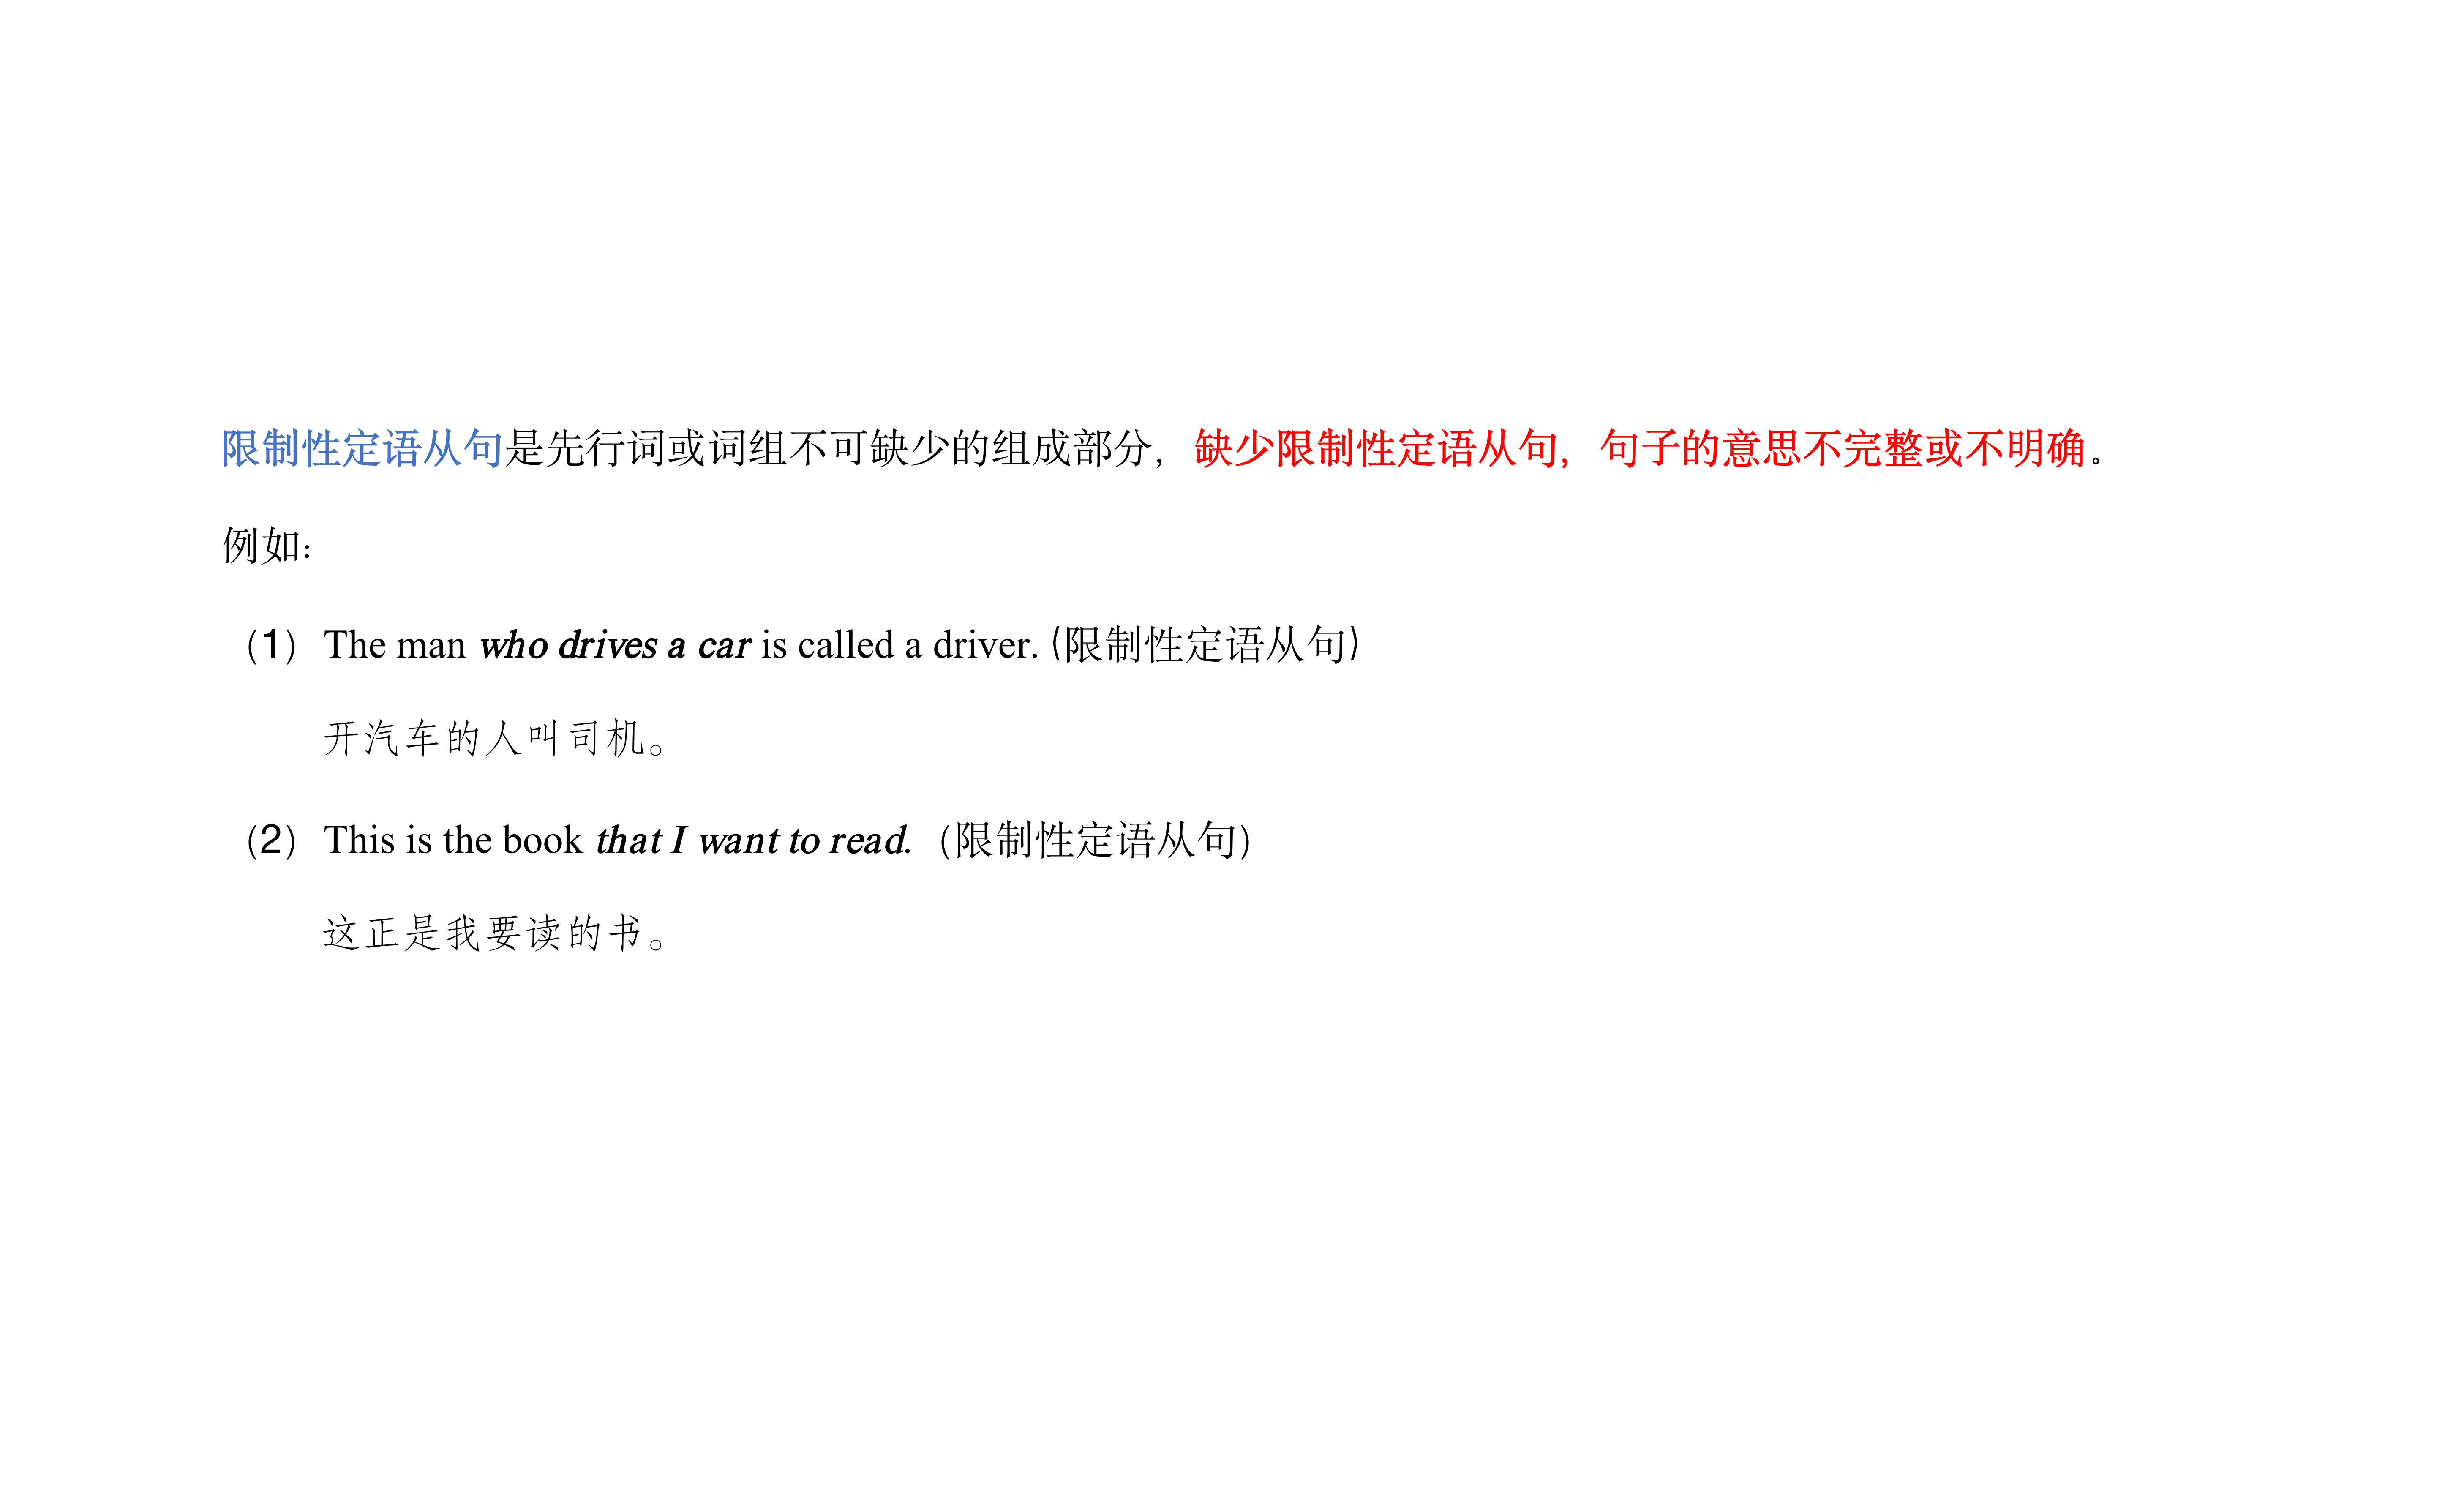 限制性定语从句是先行词或词组不可缺少的组成部分，缺少限制性定语从句，句子的意思不完整或不明确。
例如：
（1） The man who drives a car is called a driver. (限制性定语从句)
开汽车的人叫司机。
（2） This is the book that I want to read.（限制性定语从句）
这正是我要读的书。